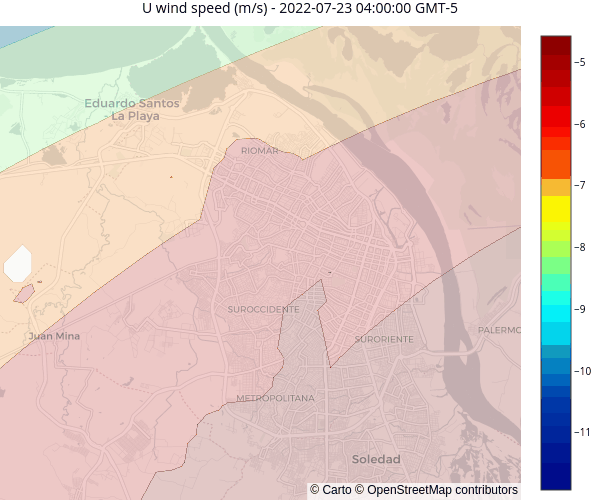 U wind speed (m/s) - 2022-07-23 04:00:00 GMT-5
Eduardo Santos
La Playa
RIOMAR
SUROCCIDENTE
SURORIENTE
PALERMO
Juan Mina
METROPOLITANA
Soledad
© Carto © OpenStreetMap contributors
−5
−6
−7
−8
−9
−10
−11